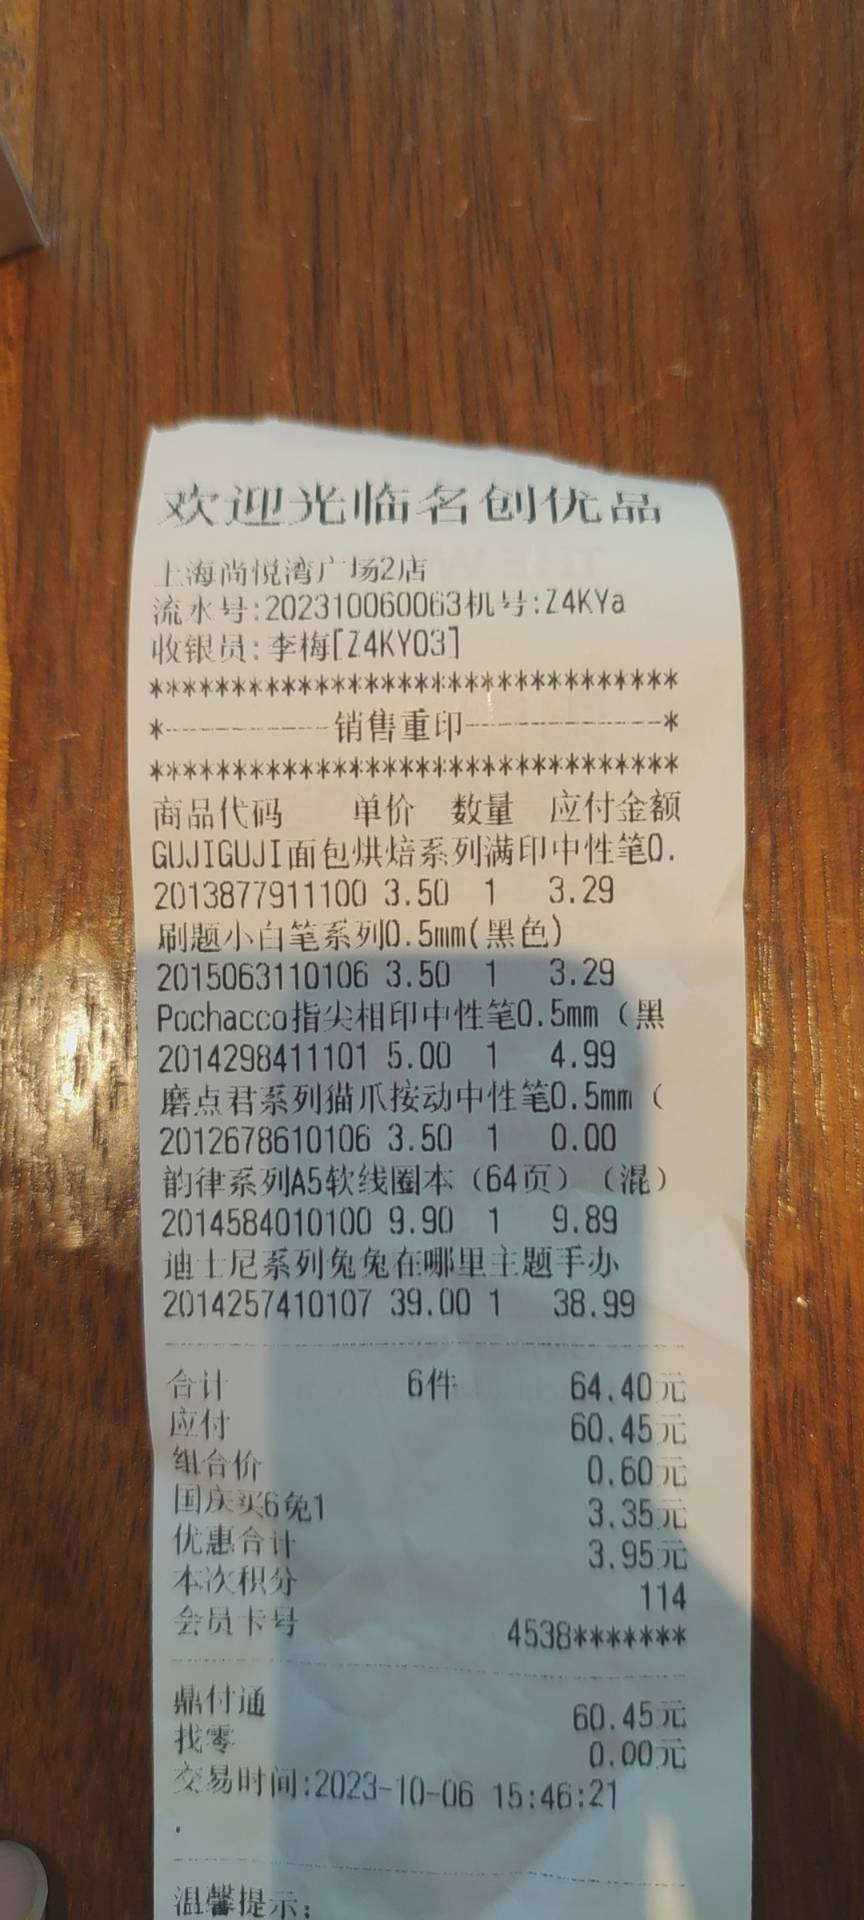 欢迎光临名创优品
上海尚悦湾广场2店
流水号:202310060063机号:Z4KYa
收银员:李梅[Z4KY03]
********************************
*----------销售重印------------*
********************************
商品代码 单价 数量 应付金额
GUJIGUJI面包烘焙系列满印中性笔0.
2013877911100 3.50 1 3.29
刷题小白笔系列0.5mm(黑色)
2015063110106 3.50 1 3.29
Pochacco指尖相印中性笔0.5mm（黑
2014298411101 5.00 1 4.99
磨点君系列猫爪按动中性笔0.5mm（
2012678610106 3.50 1 0.00
韵律系列A5软线圈本（64页）（混）
2014584010100 9.90 1 9.89
迪士尼系列兔兔在哪里主题手办
2014257410107 39.00 1 38.99
合计 6件 64.40元
应付 60.45元
组合价 0.60元
国庆买6免1 3.35元
优惠合计 3.95元
本次积分 114
会员卡号 4538*******
鼎付通 60.45元
找零 0.00元
交易时间:2023-10-06 15:46:21
.
温馨提示: